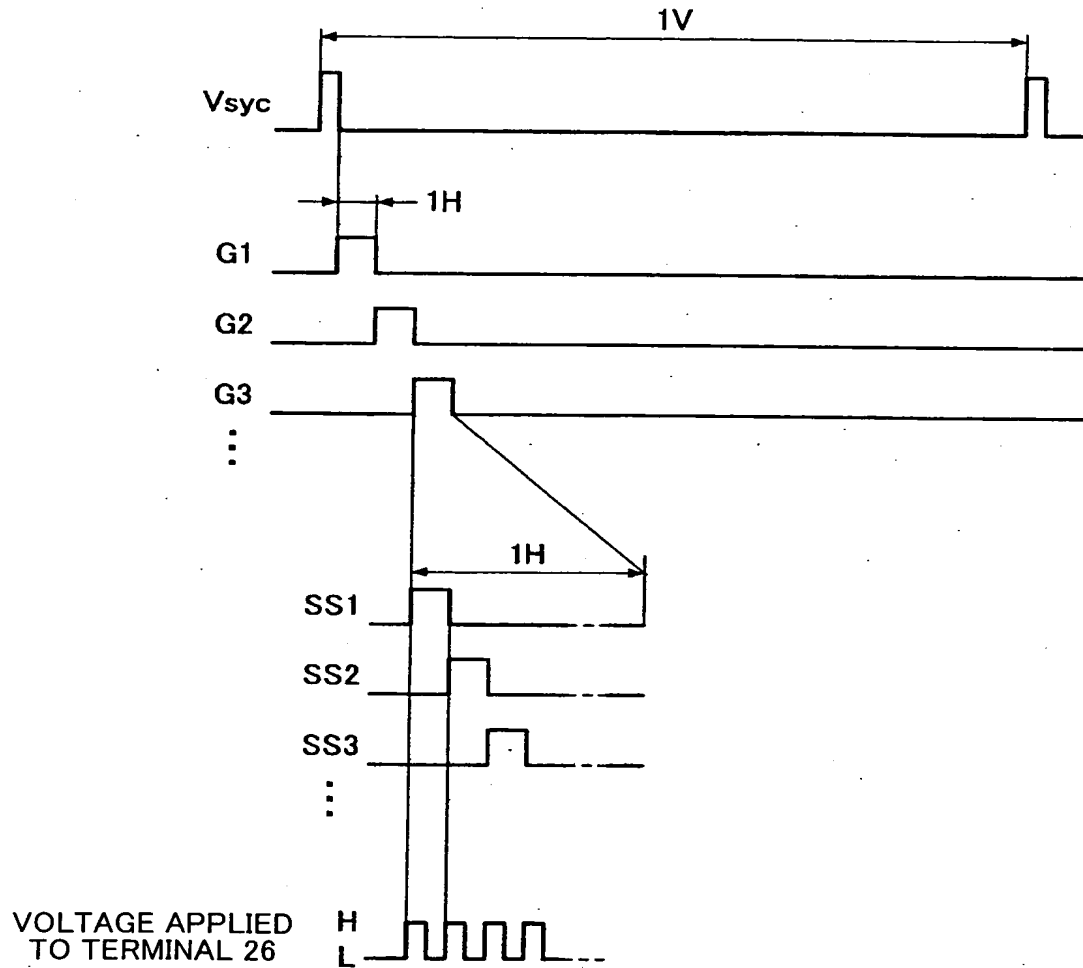 1V
Vsyc
1H
G1
G2
G3
⋮
1H
SS1
SS2
SS3
⋮
VOLTAGE APPLIED
TO TERMINAL 26
H
L